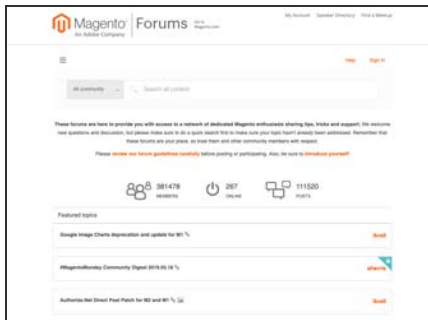 My Account Speaker Directory Find a Meetup
Magento Forums Go to Magento.com
An Adobe Company
Help Sign In
All community Search all content
These forums are here to provide you with access to a network of dedicated Magento enthusiasts sharing tips, tricks and support. We welcome
new questions and discussion, but please make sure to do a quick search first to make sure your topic hasn't already been addressed. Remember that
these forums are your place, so treat them and other community members with respect.
Please review our forum guidelines carefully before posting or participating. Also, be sure to introduce yourself!
381478 MEMBERS 267 ONLINE 111520 POSTS
Featured topics
Google Image Charts deprecation and update for M1
#MagentoMonday Community Digest 2019.03.18 sherrie
Authorize.Net Direct Post Patch for M2 and M1